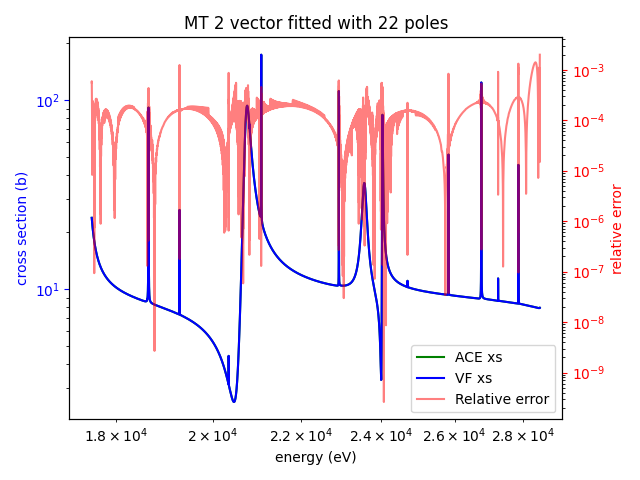 MT 2 vector fitted with 22 poles
cross section (b)
10²
10¹
relative error
10⁻³
10⁻⁴
10⁻⁵
10⁻⁶
10⁻⁷
10⁻⁸
10⁻⁹
ACE xs
VF xs
Relative error
1.8 × 10⁴ 2 × 10⁴ 2.2 × 10⁴ 2.4 × 10⁴ 2.6 × 10⁴ 2.8 × 10⁴
energy (eV)